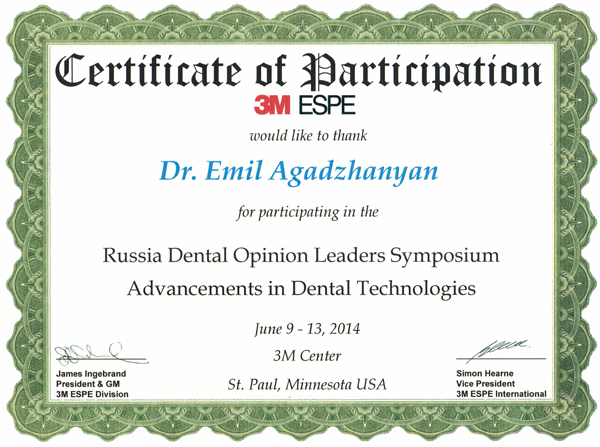 Certificate of Participation
3M ESPE
would like to thank
Dr. Emil Agadzhanyan
for participating in the
Russia Dental Opinion Leaders Symposium
Advancements in Dental Technologies
June 9 - 13, 2014
3M Center
St. Paul, Minnesota USA
James Ingebrand
President & GM
3M ESPE Division
Simon Hearne
Vice President
3M ESPE International